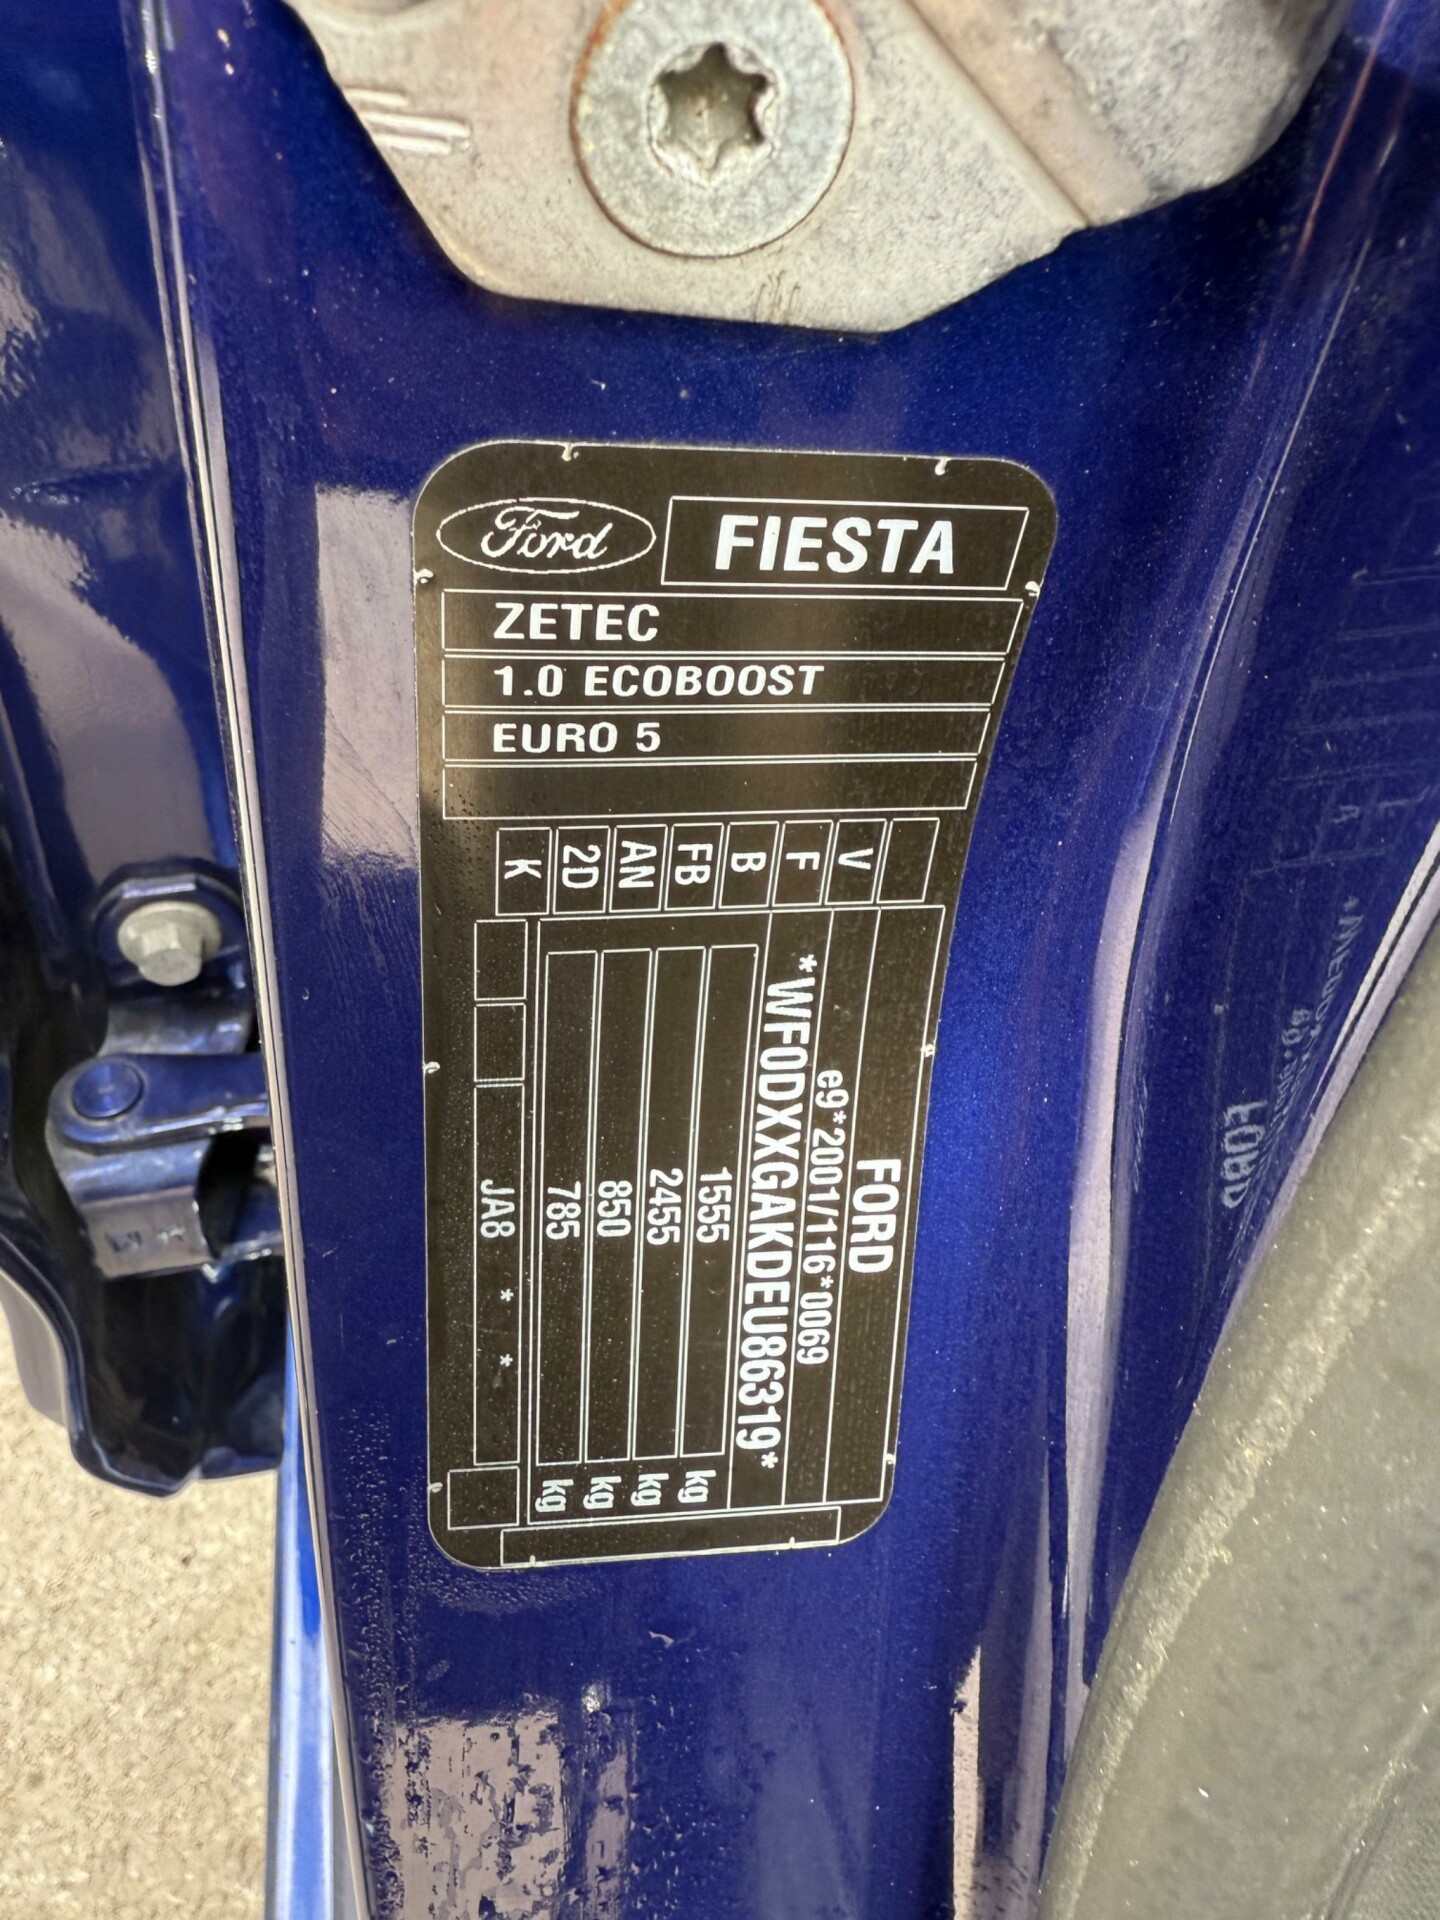 Ford
FIESTA
ZETEC
1.0 ECOBOOST
EURO 5
V
F
B
FB
AN
2D
K
FORD
e9*2001/116*0069
*WF0DXXGAKDEU86319*
1555 kg
2455 kg
850 kg
785 kg
JA8 * *
FORD